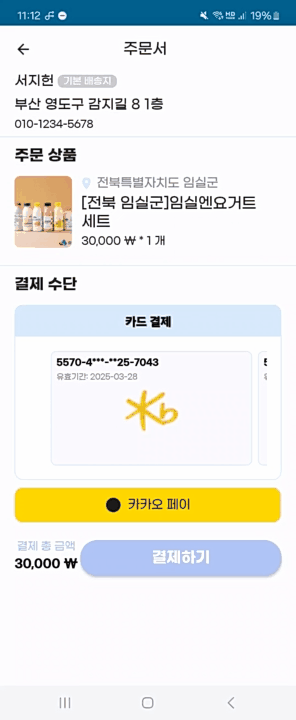 11:12
19%
주문서
서지헌 기본 배송지
부산 영도구 감지길 8 1층
010-1234-5678
주문 상품
전북특별자치도 임실군
[전북 임실군]임실엔요거트
세트
30,000 ₩ * 1 개
결제 수단
카드 결제
5570-4***-**25-7043
유효기간: 2025-03-28
카카오 페이
결제 총 금액
30,000 ₩
결제하기